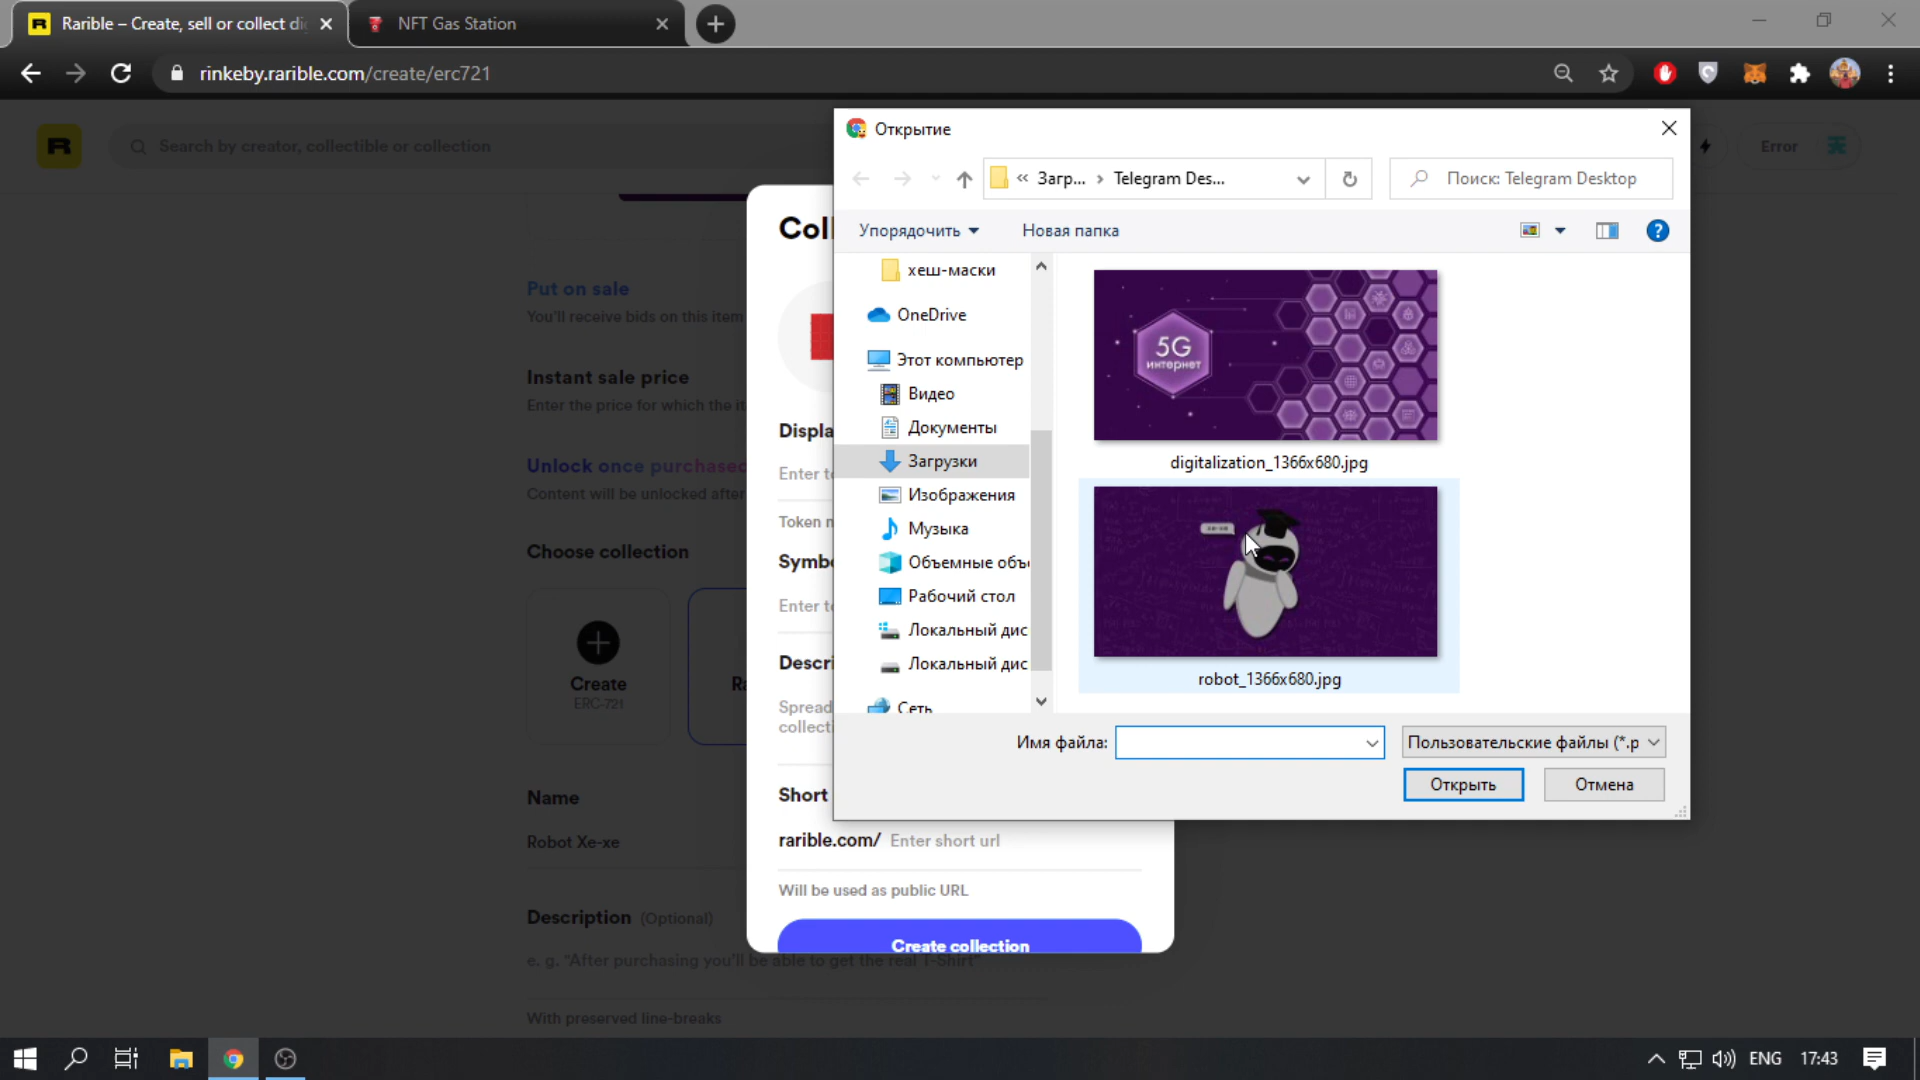 Rarible – Create, sell or collect di
NFT Gas Station
rinkeby.rarible.com/create/erc721
R
Search by creator, collectible or collection
Error
Put on sale
You'll receive bids on this item
Instant sale price
Enter the price for which the it
Unlock once purchased
Content will be unlocked after
Choose collection
Create
ERC-721
Ra
Name
Robot Xe-xe
Description (Optional)
e. g. “After purchasing you'll be able to get the real T-Shirt”
With preserved line-breaks
Coll
Displa
Enter to
Token n
Symbo
Enter to
Descri
Spread
collecti
Short
rarible.com/ Enter short url
Will be used as public URL
Create collection
Открытие
« Загр... › Telegram Des...
Поиск: Telegram Desktop
Упорядочить
Новая папка
?
хеш-маски
OneDrive
Этот компьютер
Видео
Документы
Загрузки
Изображения
Музыка
Объемные объ
Рабочий стол
Локальный дис
Локальный дис
Сеть
5G
интернет
digitalization_1366x680.jpg
robot_1366x680.jpg
Имя файла:
Пользовательские файлы (*.p
Открыть
Отмена
ENG
17:43